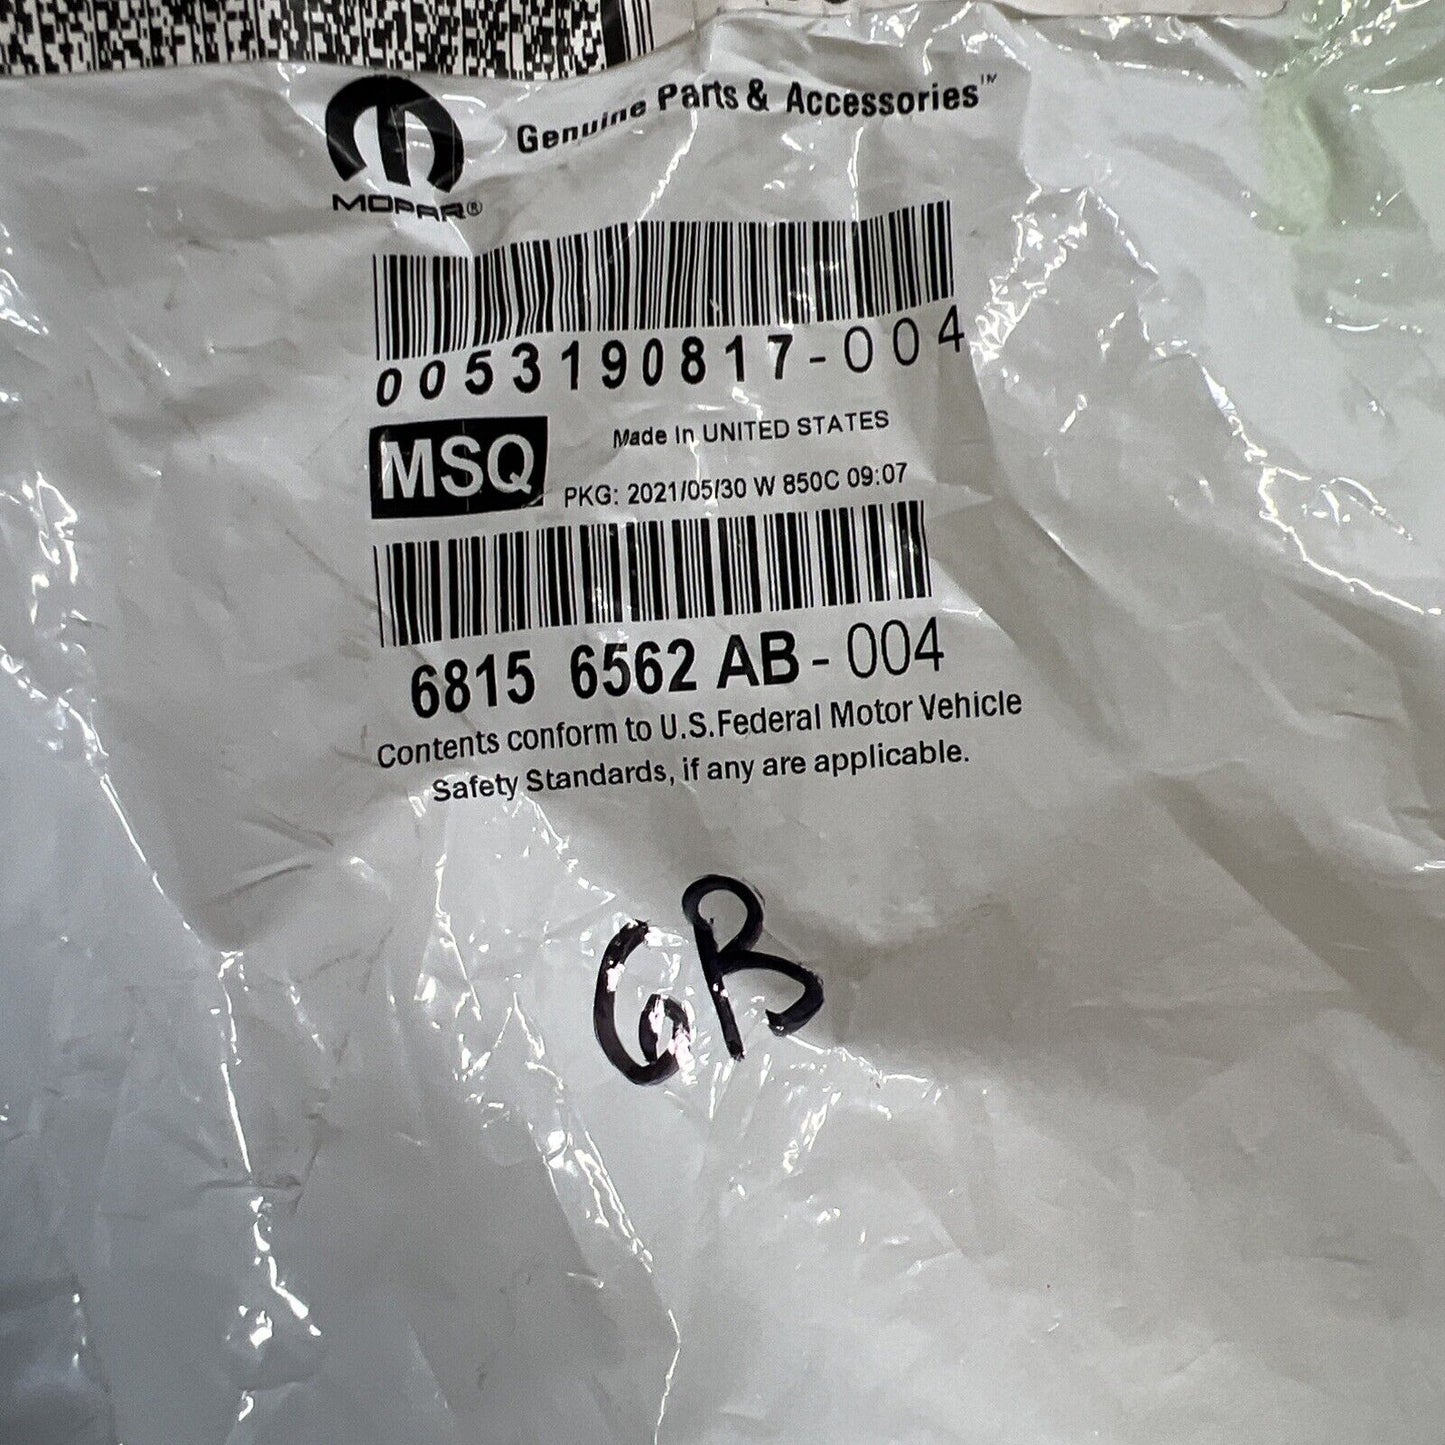 Genuine Parts & Accessories™
MOPAR®
0053190817-004
MSQ
Made In UNITED STATES
PKG: 2021/05/30 W 850C 09:07
6815 6562 AB-004
Contents conform to U.S.Federal Motor Vehicle
Safety Standards, if any are applicable.
6B